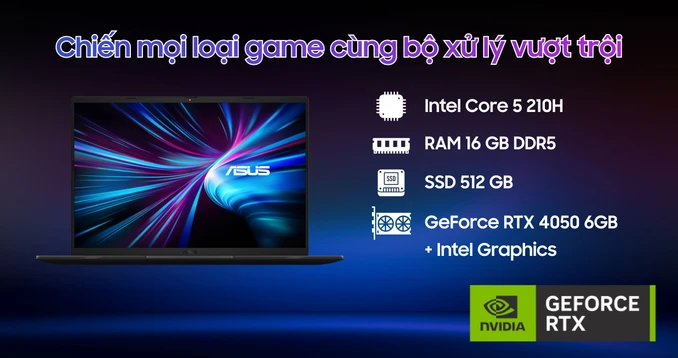 Chiến mọi loại game cùng bộ xử lý vượt trội
Intel Core 5 210H
RAM 16 GB DDR5
SSD
SSD 512 GB
GeForce RTX 4050 6GB
+ Intel Graphics
ASUS
NVIDIA
GEFORCE
RTX